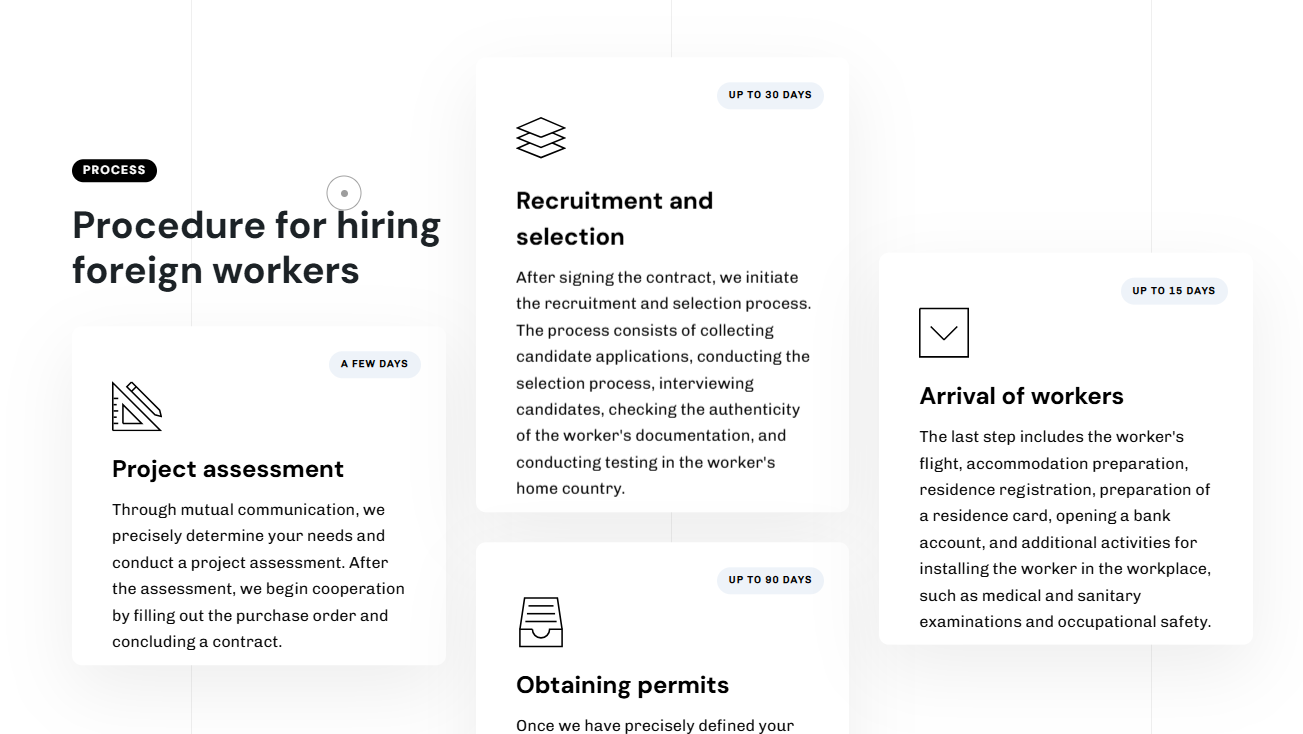 PROCESS
Procedure for hiring
foreign workers
A FEW DAYS
Project assessment
Through mutual communication, we
precisely determine your needs and
conduct a project assessment. After
the assessment, we begin cooperation
by filling out the purchase order and
concluding a contract.
UP TO 30 DAYS
Recruitment and
selection
After signing the contract, we initiate
the recruitment and selection process.
The process consists of collecting
candidate applications, conducting the
selection process, interviewing
candidates, checking the authenticity
of the worker's documentation, and
conducting testing in the worker's
home country.
UP TO 90 DAYS
Obtaining permits
Once we have precisely defined your
UP TO 15 DAYS
Arrival of workers
The last step includes the worker's
flight, accommodation preparation,
residence registration, preparation of
a residence card, opening a bank
account, and additional activities for
installing the worker in the workplace,
such as medical and sanitary
examinations and occupational safety.